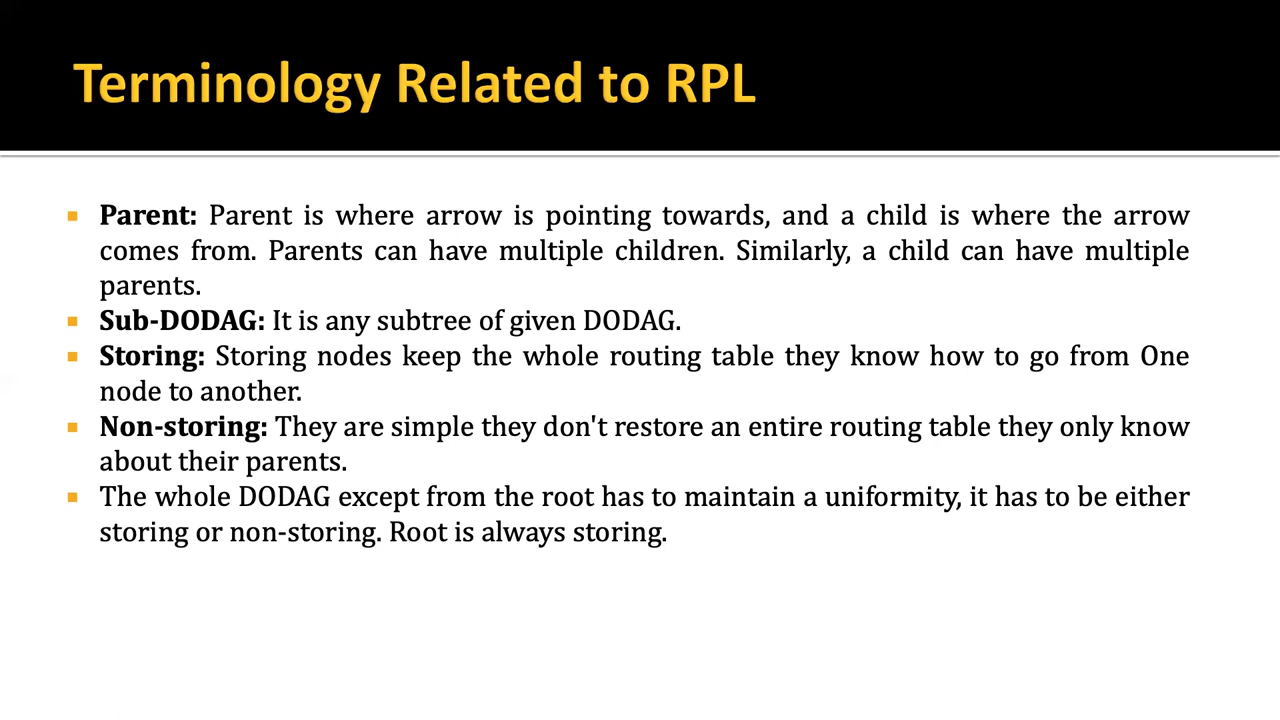 Terminology Related to RPL
Parent: Parent is where arrow is pointing towards, and a child is where the arrow
comes from. Parents can have multiple children. Similarly, a child can have multiple
parents.
Sub-DODAG: It is any subtree of given DODAG.
Storing: Storing nodes keep the whole routing table they know how to go from One
node to another.
Non-storing: They are simple they don't restore an entire routing table they only know
about their parents.
The whole DODAG except from the root has to maintain a uniformity, it has to be either
storing or non-storing. Root is always storing.